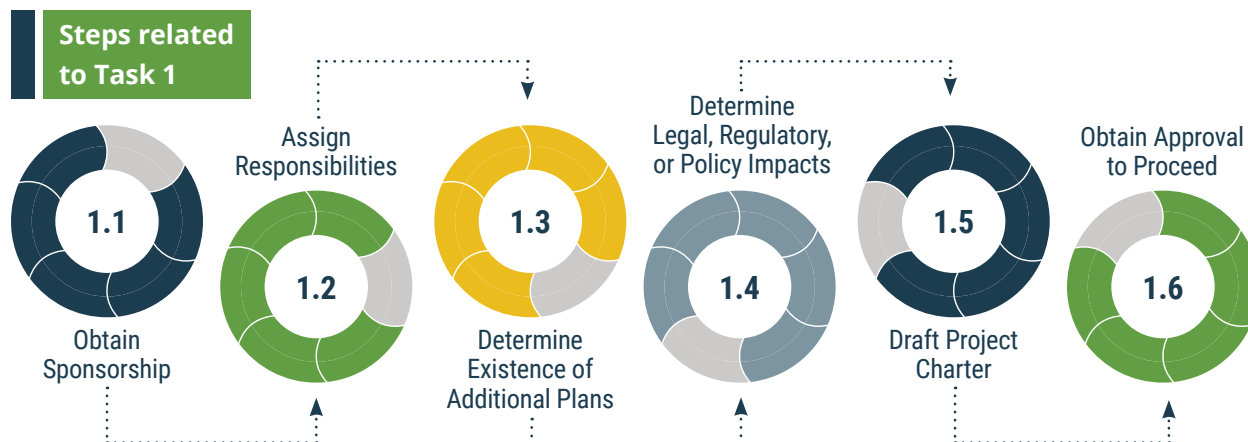 Steps related
to Task 1
1.1
Obtain
Sponsorship
Assign
Responsibilities
1.2
1.3
Determine
Existence of
Additional Plans
Determine
Legal, Regulatory,
or Policy Impacts
1.4
1.5
Draft Project
Charter
Obtain Approval
to Proceed
1.6